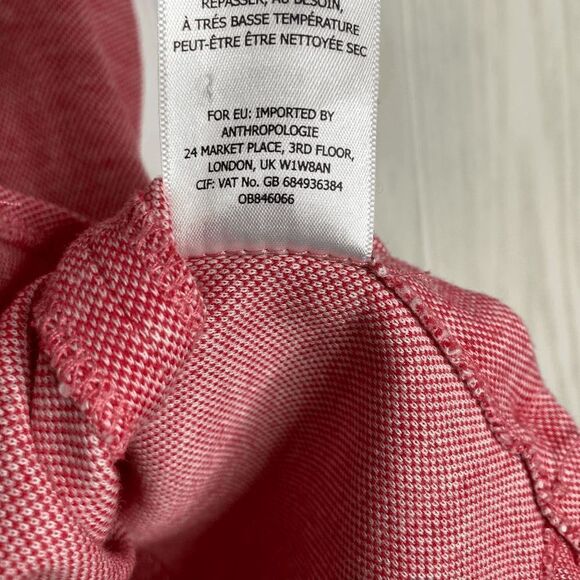 REPASSER, AU BESOIN,
À TRÉS BASSE TEMPÉRATURE
PEUT-ÊTRE ÊTRE NETTOYÉE SEC
FOR EU: IMPORTED BY
ANTHROPOLOGIE
24 MARKET PLACE, 3RD FLOOR,
LONDON, UK W1W8AN
CIF: VAT No. GB 684936384
OB846066